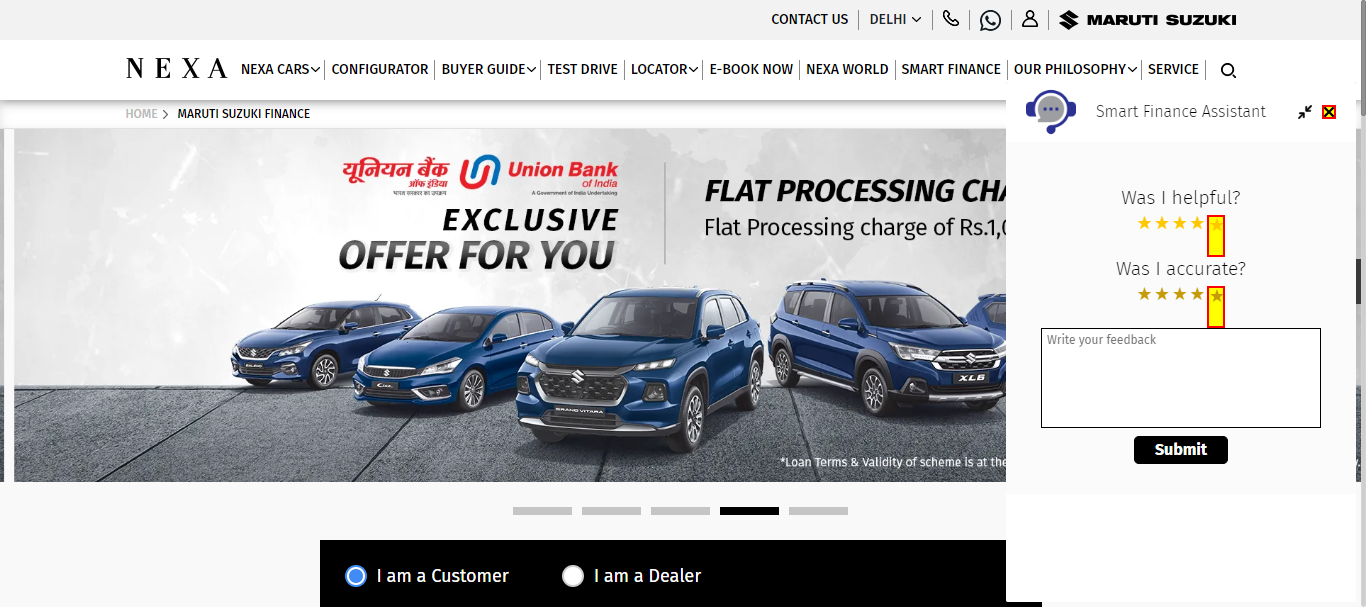 CONTACT US
DELHI
MARUTI SUZUKI
NEXA
NEXA CARS
CONFIGURATOR
BUYER GUIDE
TEST DRIVE
LOCATOR
E-BOOK NOW
NEXA WORLD
SMART FINANCE
OUR PHILOSOPHY
SERVICE
HOME
MARUTI SUZUKI FINANCE
Smart Finance Assistant
यूनियन बैंक
ऑफ इंडिया
भारत सरकार का उपक्रम
Union Bank
of India
A Government of India Undertaking
EXCLUSIVE
OFFER FOR YOU
FLAT PROCESSING CHA
Flat Processing charge of Rs.1,0
GRAND VITARA
XL6
*Loan Terms & Validity of scheme is at the
Was I helpful?
Was I accurate?
Write your feedback
Submit
I am a Customer
I am a Dealer